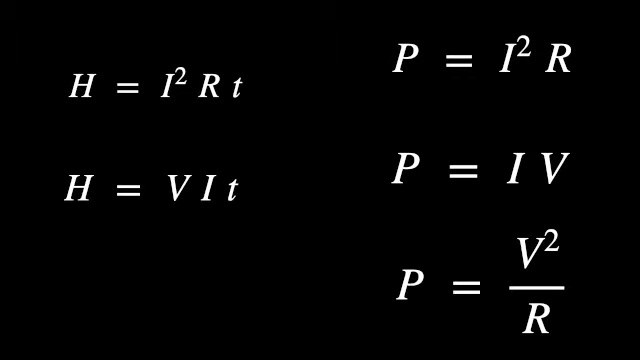 H = I² R t
H = V I t
P = I² R
P = I V
P = V²/R